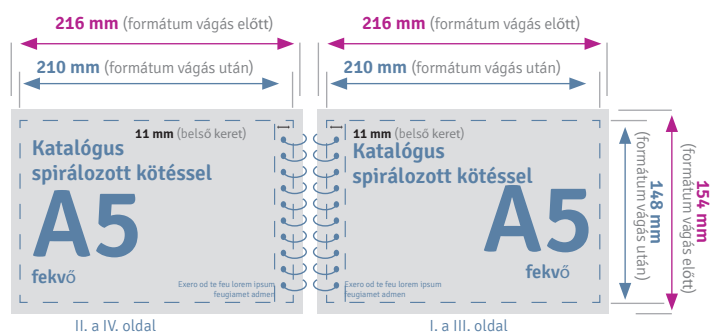 216 mm (formátum vágás előtt)
210 mm (formátum vágás után)
11 mm (belső keret)
Katalógus
spirálozott kötéssel
A5
fekvő
Exero od te feu lorem ipsum
feugiamet admen
II. a IV. oldal
216 mm (formátum vágás előtt)
210 mm (formátum vágás után)
11 mm (belső keret)
Katalógus
spirálozott kötéssel
A5
fekvő
Exero od te feu lorem ipsum
feugiamet admen
I. a III. oldal
148 mm
(formátum vágás
után)
154 mm
(formátum vágás előtt)